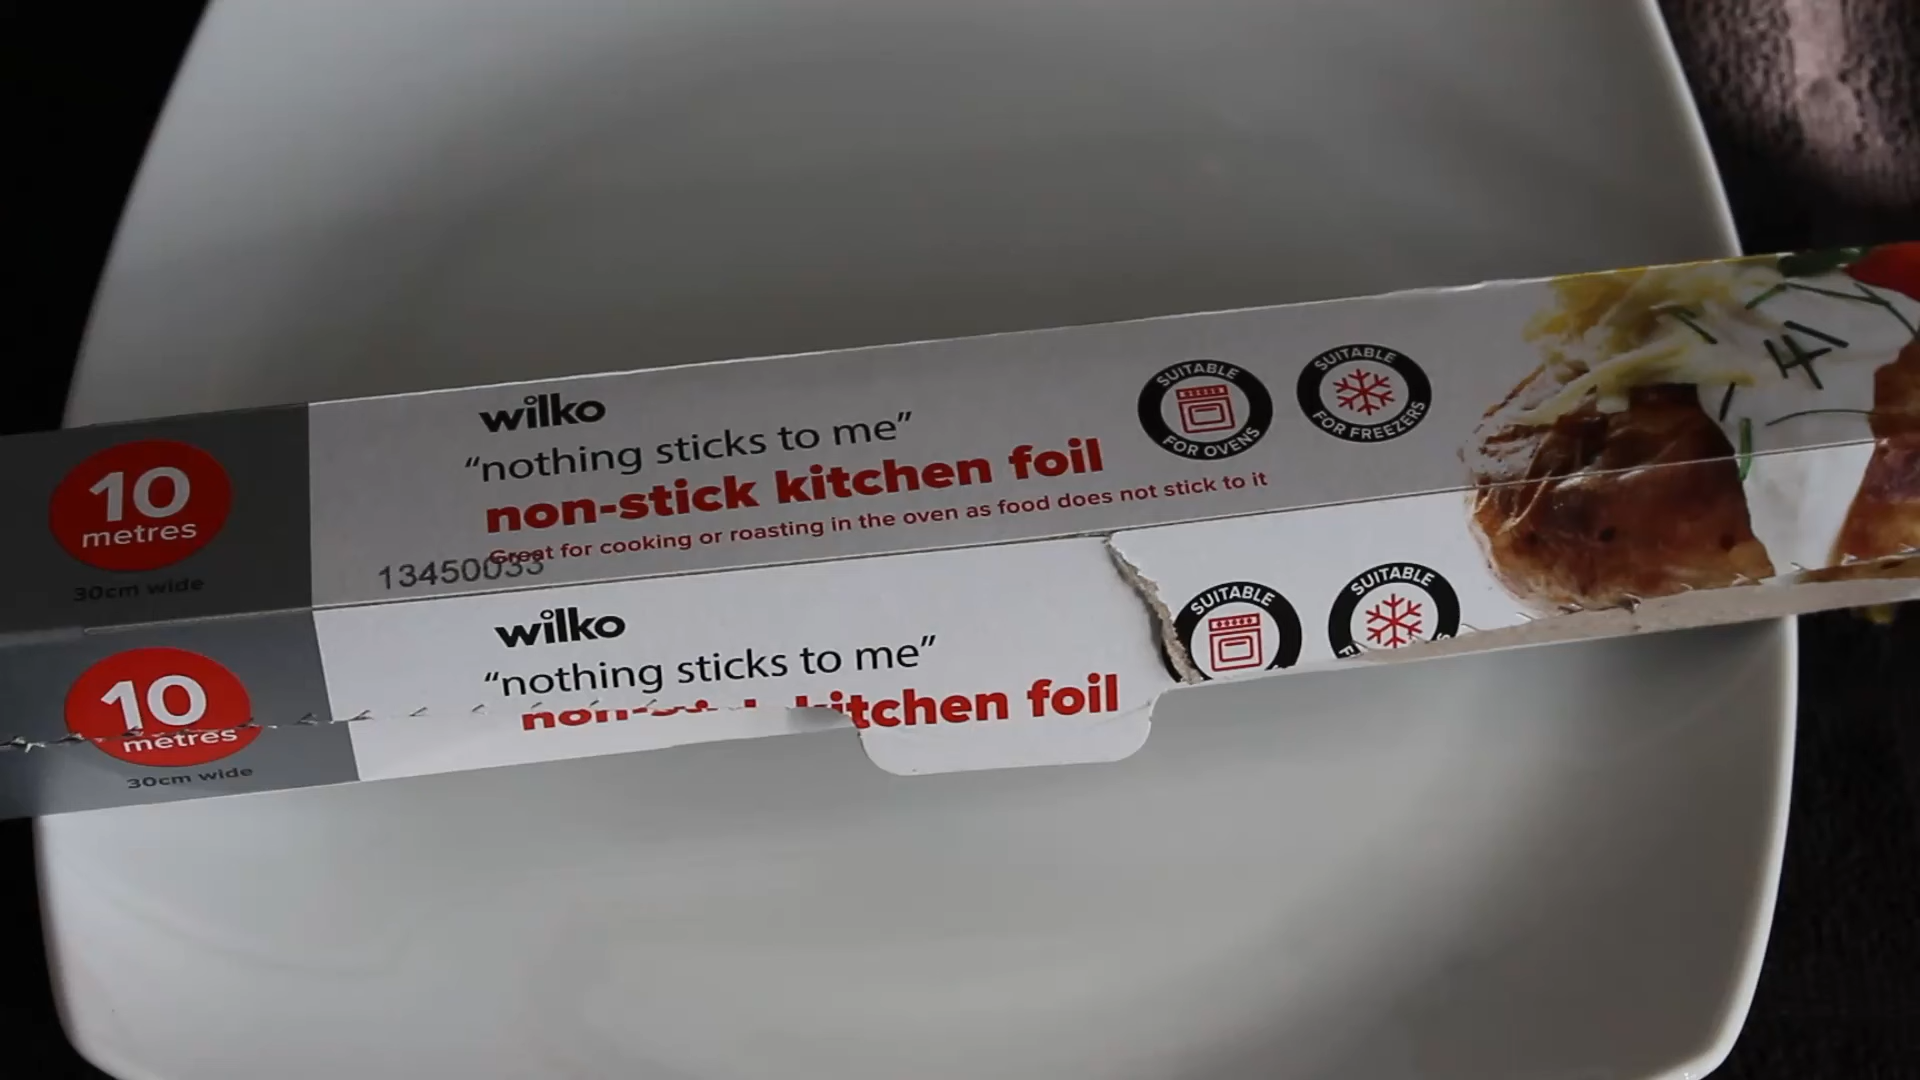 wilko
"nothing sticks to me"
non-stick kitchen foil
Great for cooking or roasting in the oven as food does not stick to it
10
metres
30cm wide
13450033
SUITABLE
FOR OVENS
SUITABLE
FOR FREEZERS
wilko
"nothing sticks to me"
kitchen foil
10
metres
30cm wide
SUITABLE
SUITABLE